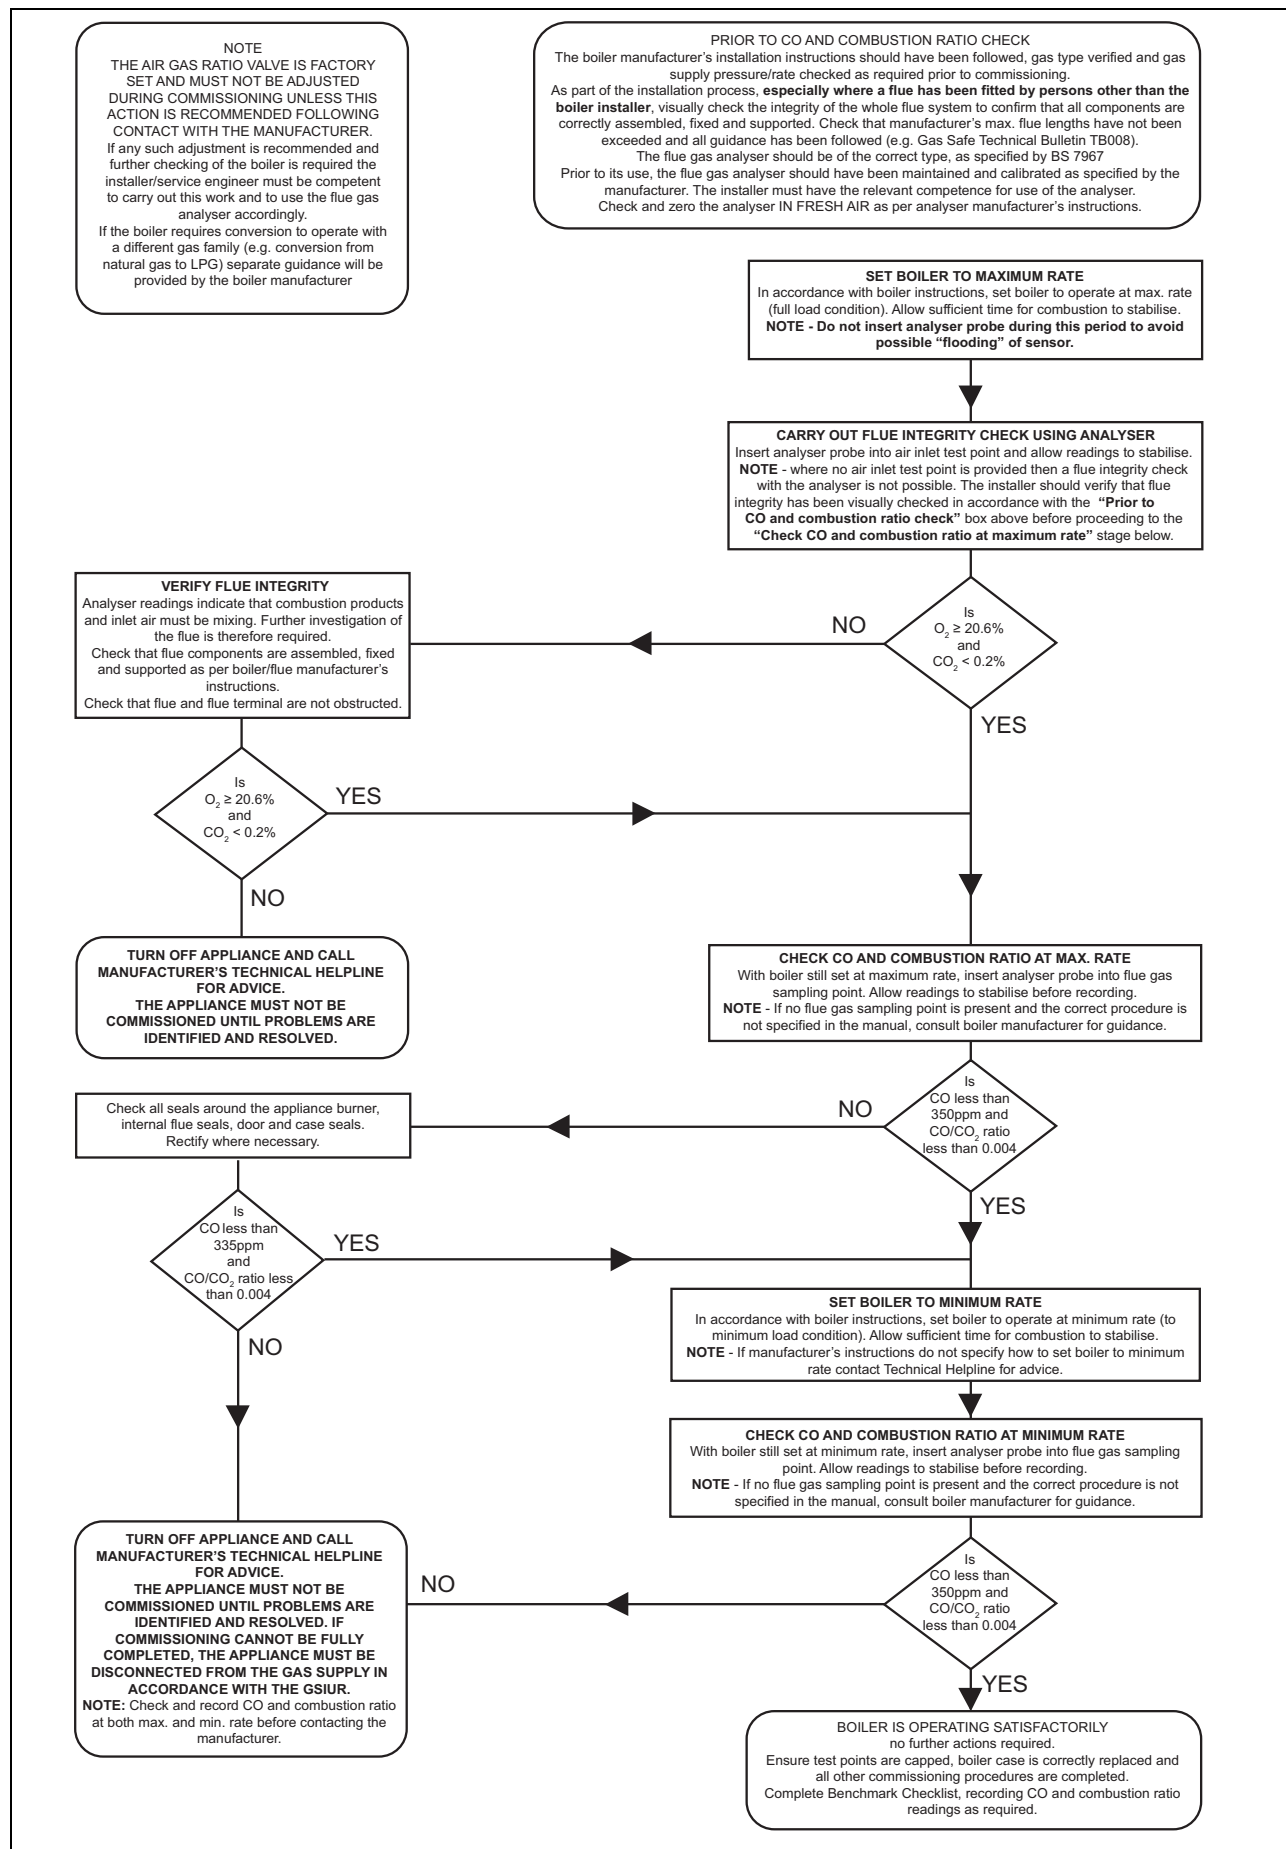 NOTE
THE AIR GAS RATIO VALVE IS FACTORY
SET AND MUST NOT BE ADJUSTED
DURING COMMISSIONING UNLESS THIS
ACTION IS RECOMMENDED FOLLOWING
CONTACT WITH THE MANUFACTURER.
If any such adjustment is recommended and
further checking of the boiler is required the
installer/service engineer must be competent
to carry out this work and to use the flue gas
analyser accordingly.
If the boiler requires conversion to operate with
a different gas family (e.g. conversion from
natural gas to LPG) separate guidance will be
provided by the boiler manufacturer
PRIOR TO CO AND COMBUSTION RATIO CHECK
The boiler manufacturer's installation instructions should have been followed, gas type verified and gas
supply pressure/rate checked as required prior to commissioning.
As part of the installation process, especially where a flue has been fitted by persons other than the
boiler installer, visually check the integrity of the whole flue system to confirm that all components are
correctly assembled, fixed and supported. Check that manufacturer's max. flue lengths have not been
exceeded and all guidance has been followed (e.g. Gas Safe Technical Bulletin TB008).
The flue gas analyser should be of the correct type, as specified by BS 7967
Prior to its use, the flue gas analyser should have been maintained and calibrated as specified by the
manufacturer. The installer must have the relevant competence for use of the analyser.
Check and zero the analyser IN FRESH AIR as per analyser manufacturer's instructions.
SET BOILER TO MAXIMUM RATE
In accordance with boiler instructions, set boiler to operate at max. rate
(full load condition). Allow sufficient time for combustion to stabilise.
NOTE - Do not insert analyser probe during this period to avoid
possible “flooding” of sensor.
CARRY OUT FLUE INTEGRITY CHECK USING ANALYSER
Insert analyser probe into air inlet test point and allow readings to stabilise.
NOTE - where no air inlet test point is provided then a flue integrity check
with the analyser is not possible. The installer should verify that flue
integrity has been visually checked in accordance with the “Prior to
CO and combustion ratio check” box above before proceeding to the
“Check CO and combustion ratio at maximum rate” stage below.
Is
O₂ ≥ 20.6%
and
CO₂ < 0.2%
NO
YES
VERIFY FLUE INTEGRITY
Analyser readings indicate that combustion products
and inlet air must be mixing. Further investigation of
the flue is therefore required.
Check that flue components are assembled, fixed
and supported as per boiler/flue manufacturer's
instructions.
Check that flue and flue terminal are not obstructed.
Is
O₂ ≥ 20.6%
and
CO₂ < 0.2%
YES
NO
TURN OFF APPLIANCE AND CALL
MANUFACTURER'S TECHNICAL HELPLINE
FOR ADVICE.
THE APPLIANCE MUST NOT BE
COMMISSIONED UNTIL PROBLEMS ARE
IDENTIFIED AND RESOLVED.
CHECK CO AND COMBUSTION RATIO AT MAX. RATE
With boiler still set at maximum rate, insert analyser probe into flue gas
sampling point. Allow readings to stabilise before recording.
NOTE - If no flue gas sampling point is present and the correct procedure is
not specified in the manual, consult boiler manufacturer for guidance.
Is
CO less than
350ppm and
CO/CO₂ ratio
less than 0.004
NO
YES
Check all seals around the appliance burner,
internal flue seals, door and case seals.
Rectify where necessary.
Is
CO less than
335ppm
and
CO/CO₂ ratio less
than 0.004
YES
NO
SET BOILER TO MINIMUM RATE
In accordance with boiler instructions, set boiler to operate at minimum rate (to
minimum load condition). Allow sufficient time for combustion to stabilise.
NOTE - If manufacturer's instructions do not specify how to set boiler to minimum
rate contact Technical Helpline for advice.
CHECK CO AND COMBUSTION RATIO AT MINIMUM RATE
With boiler still set at minimum rate, insert analyser probe into flue gas sampling
point. Allow readings to stabilise before recording.
NOTE - If no flue gas sampling point is present and the correct procedure is not
specified in the manual, consult boiler manufacturer for guidance.
Is
CO less than
350ppm and
CO/CO₂ ratio
less than 0.004
NO
YES
TURN OFF APPLIANCE AND CALL
MANUFACTURER'S TECHNICAL HELPLINE
FOR ADVICE.
THE APPLIANCE MUST NOT BE
COMMISSIONED UNTIL PROBLEMS ARE
IDENTIFIED AND RESOLVED. IF
COMMISSIONING CANNOT BE FULLY
COMPLETED, THE APPLIANCE MUST BE
DISCONNECTED FROM THE GAS SUPPLY IN
ACCORDANCE WITH THE GSIUR.
NOTE: Check and record CO and combustion ratio
at both max. and min. rate before contacting the
manufacturer.
BOILER IS OPERATING SATISFACTORILY
no further actions required.
Ensure test points are capped, boiler case is correctly replaced and
all other commissioning procedures are completed.
Complete Benchmark Checklist, recording CO and combustion ratio
readings as required.